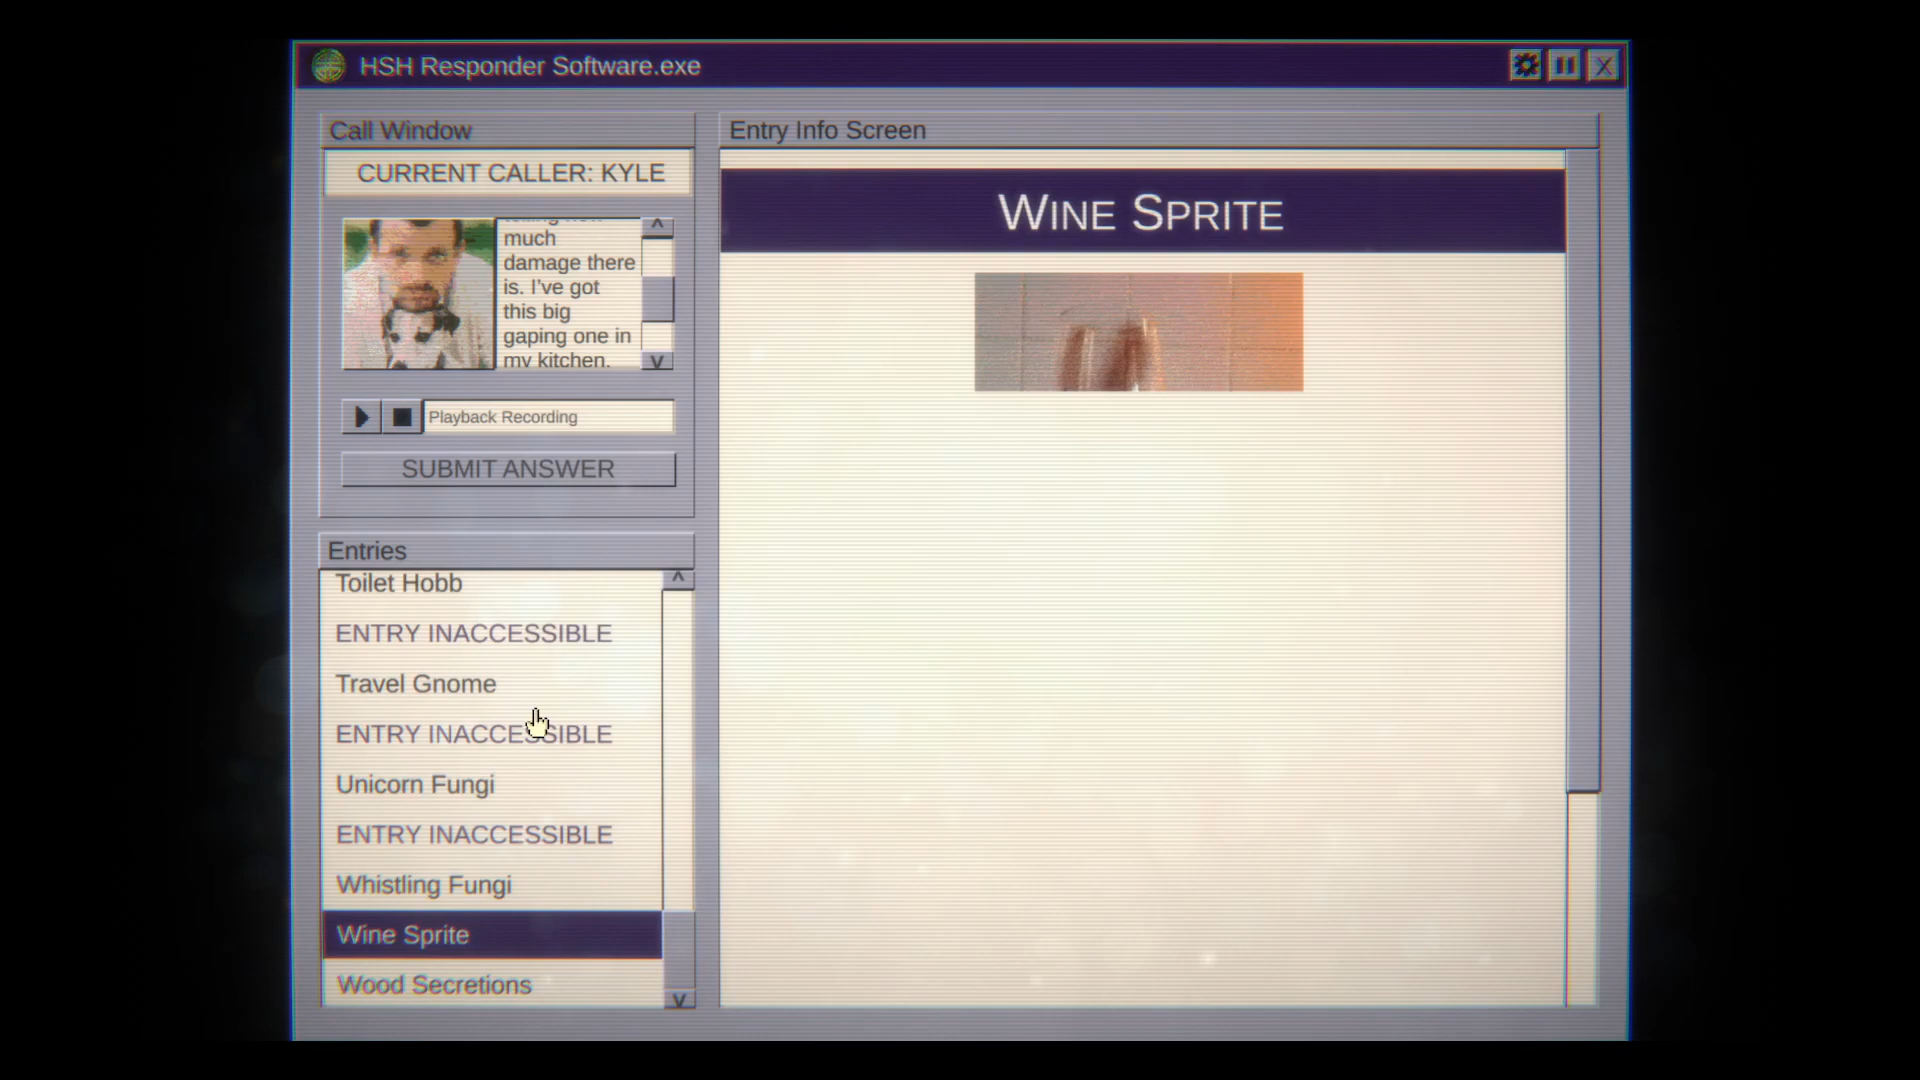 HSH Responder Software.exe
Call Window
CURRENT CALLER: KYLE
much
damage there
is. I've got
this big
gaping one in
my kitchen.
Playback Recording
SUBMIT ANSWER
Entries
Toilet Hobb
ENTRY INACCESSIBLE
Travel Gnome
ENTRY INACCESSIBLE
Unicorn Fungi
ENTRY INACCESSIBLE
Whistling Fungi
Wine Sprite
Wood Secretions
Entry Info Screen
WINE SPRITE